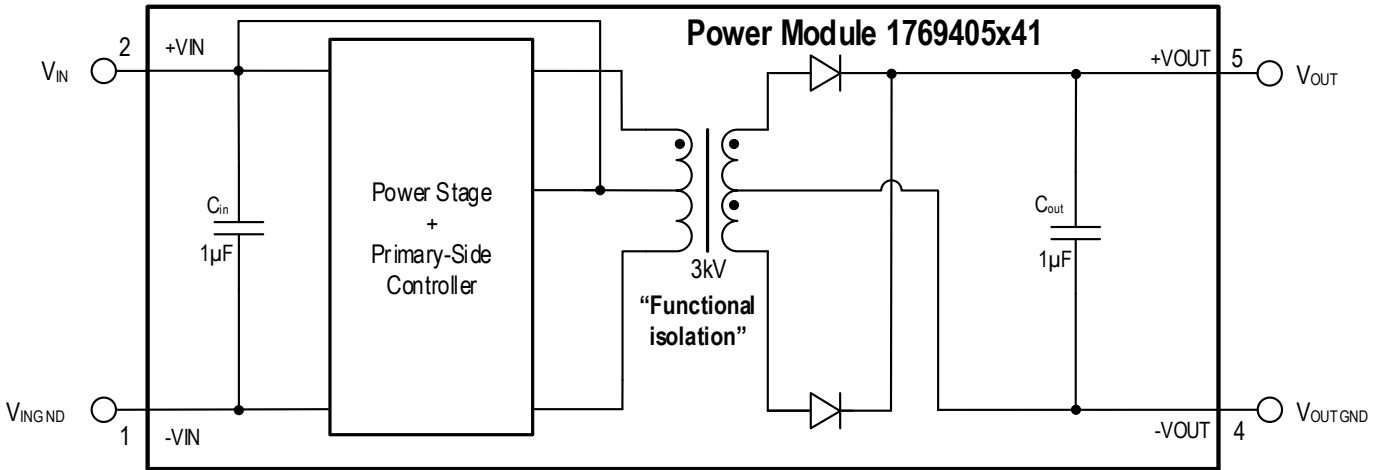 Power Module 1769405x41
2
+VIN
VIN
+VOUT
5
VOUT
Cin
1µF
Power Stage
+
Primary-Side
Controller
3kV
“Functional
isolation”
Cout
1µF
VINGND
1
-VIN
-VOUT
4
VOUTGND